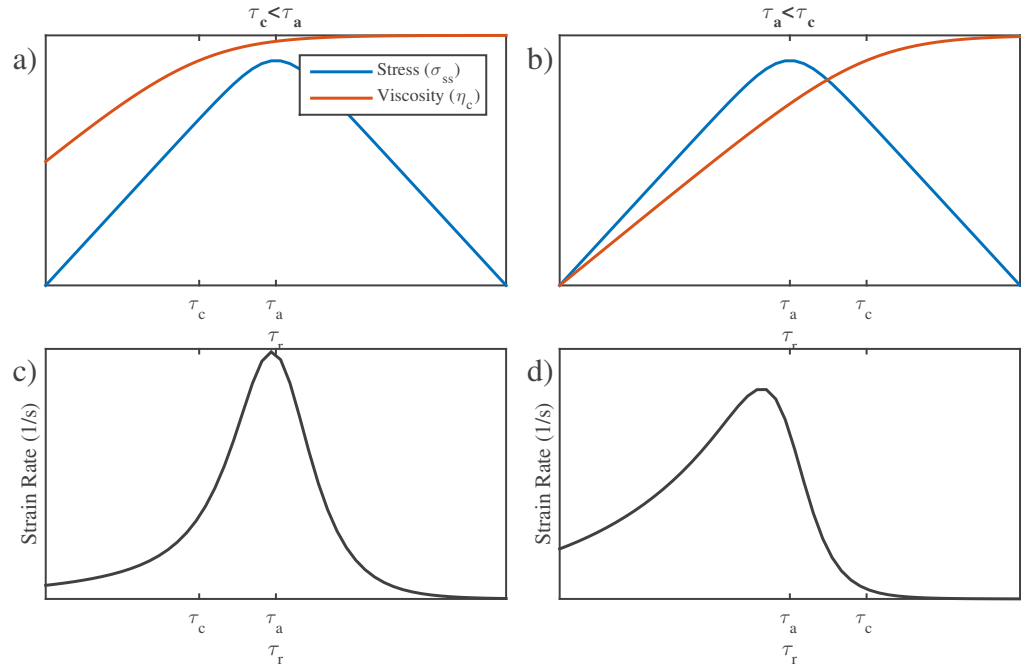 τc<τa
τa<τc
a)
Stress (σss)
Viscosity (ηc)
b)
τc τa
τr
τa τc
τr
c)
Strain Rate (1/s)
τc τa
τr
d)
Strain Rate (1/s)
τa τc
τr